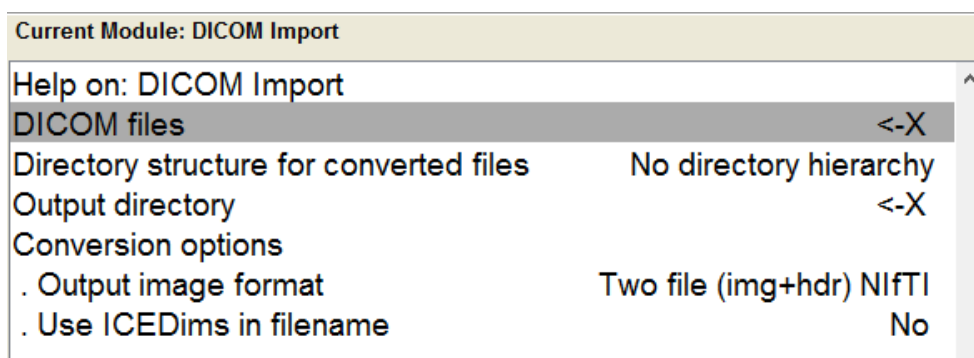 Current Module: DICOM Import
Help on: DICOM Import
DICOM files <-X
Directory structure for converted files No directory hierarchy
Output directory <-X
Conversion options
. Output image format Two file (img+hdr) NIfTI
. Use ICEDims in filename No